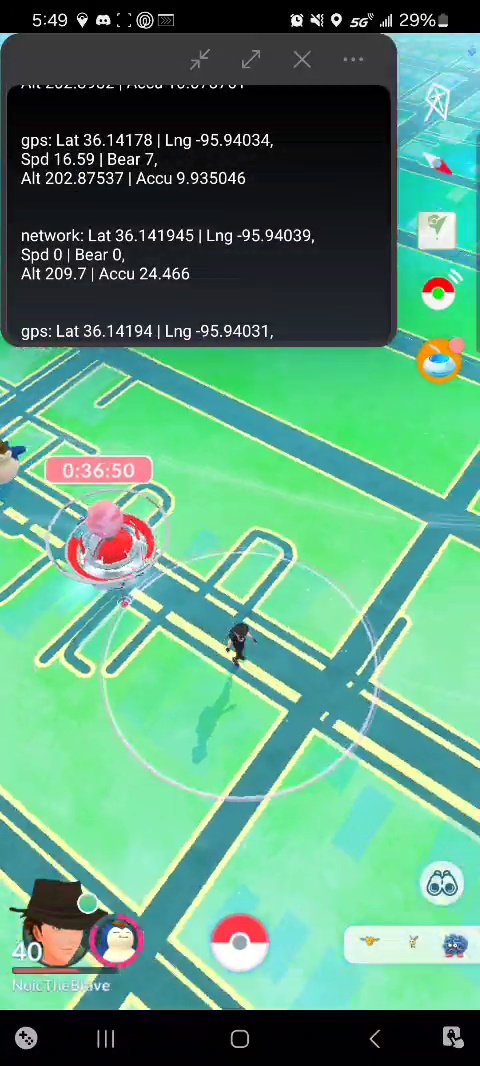 5:49
5G
29%
gps: Lat 36.14178 | Lng -95.94034,
Spd 16.59 | Bear 7,
Alt 202.87537 | Accu 9.935046
network: Lat 36.141945 | Lng -95.94039,
Spd 0 | Bear 0,
Alt 209.7 | Accu 24.466
gps: Lat 36.14194 | Lng -95.94031,
0:36:50
40
NoicTheBrave